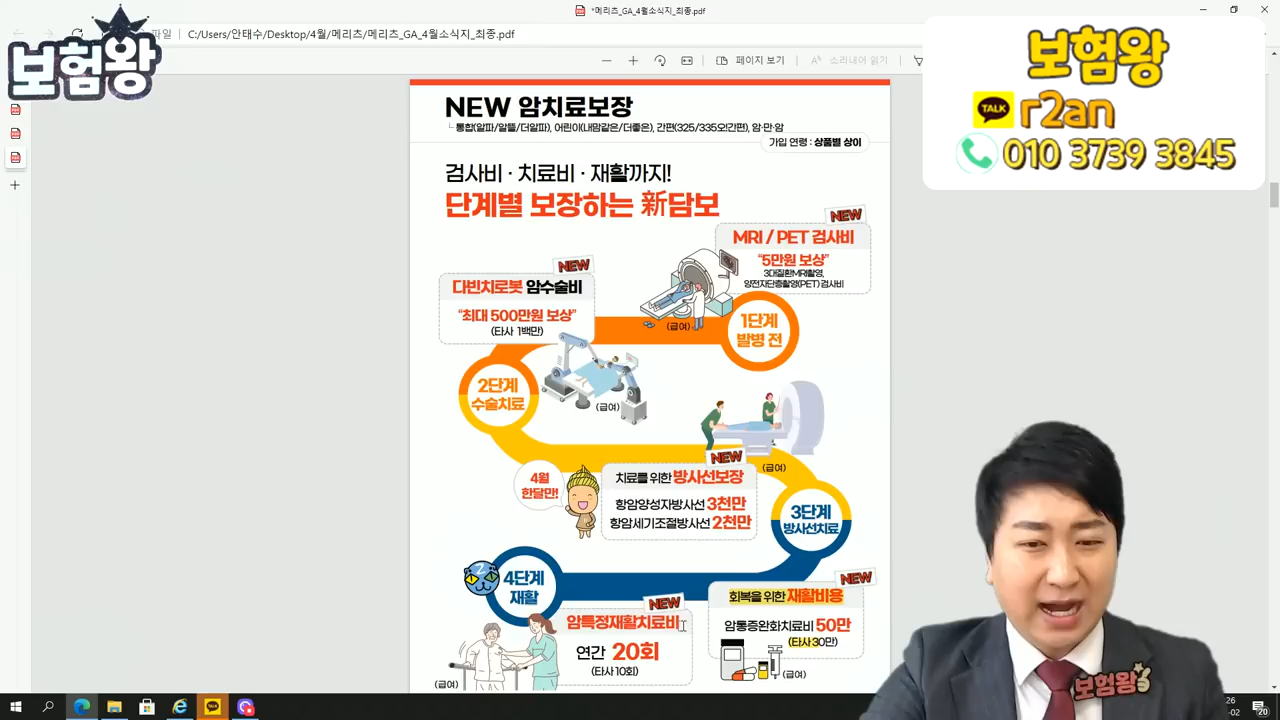 *메리츠_GA_4월소식지_최종.pdf
보험왕
파일
C:/Users/안태수/Desktop/4월/메리츠/메리츠_GA_4월소식지_최종.pdf
페이지 보기
소리내어 읽기
보험왕
TALK
r2an
010 3739 3845
NEW 암치료보장
통합(알파/알뜰/더알파), 어린이(내맘같은/더좋은), 간편(325/335오!간편), 암·만·암
가입 연령 : 상품별 상이
검사비 · 치료비 · 재활까지!
단계별 보장하는 新담보
NEW
MRI / PET 검사비
“5만원 보상”
3대질환MRI촬영,
양전자단층촬영(PET) 검사비
(급여)
1단계
발병 전
NEW
다빈치로봇 암수술비
“최대 500만원 보상”
(타사 1백만)
2단계
수술치료
(급여)
4월
한달만!
NEW
(급여)
치료를 위한 방사선보장
항암양성자방사선 3천만
항암세기조절방사선 2천만
3단계
방사선치료
4단계
재활
NEW
암특정재활치료비
연간 20회
(타사 10회)
(급여)
NEW
회복을 위한 재활비용
암통증완화치료비 50만
(타사 30만)
(급여)
보험왕
26
-02
20